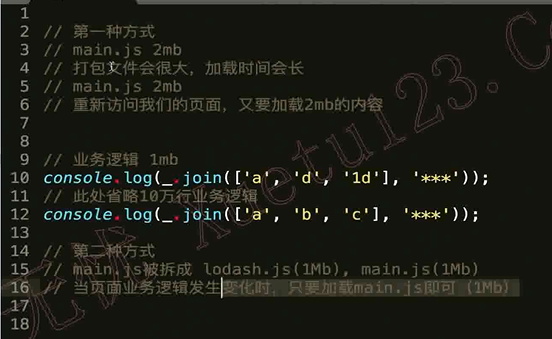 1
2 // 第一种方式
3 // main.js 2mb
4 // 打包文件会很大，加载时间会长
5 // main.js 2mb
6 // 重新访问我们的页面，又要加载2mb的内容
7
8
9 // 业务逻辑 1mb
10 console.log(_.join(['a', 'd', '1d'], '***'));
11 // 此处省略10万行业务逻辑
12 console.log(_.join(['a', 'b', 'c'], '***'));
13
14 // 第二种方式
15 // main.js被拆成 lodash.js(1Mb), main.js(1Mb)
16 // 当页面业务逻辑发生变化时，只要加载main.js即可（1Mb)
17
18
无忧 Xuetu123.Co